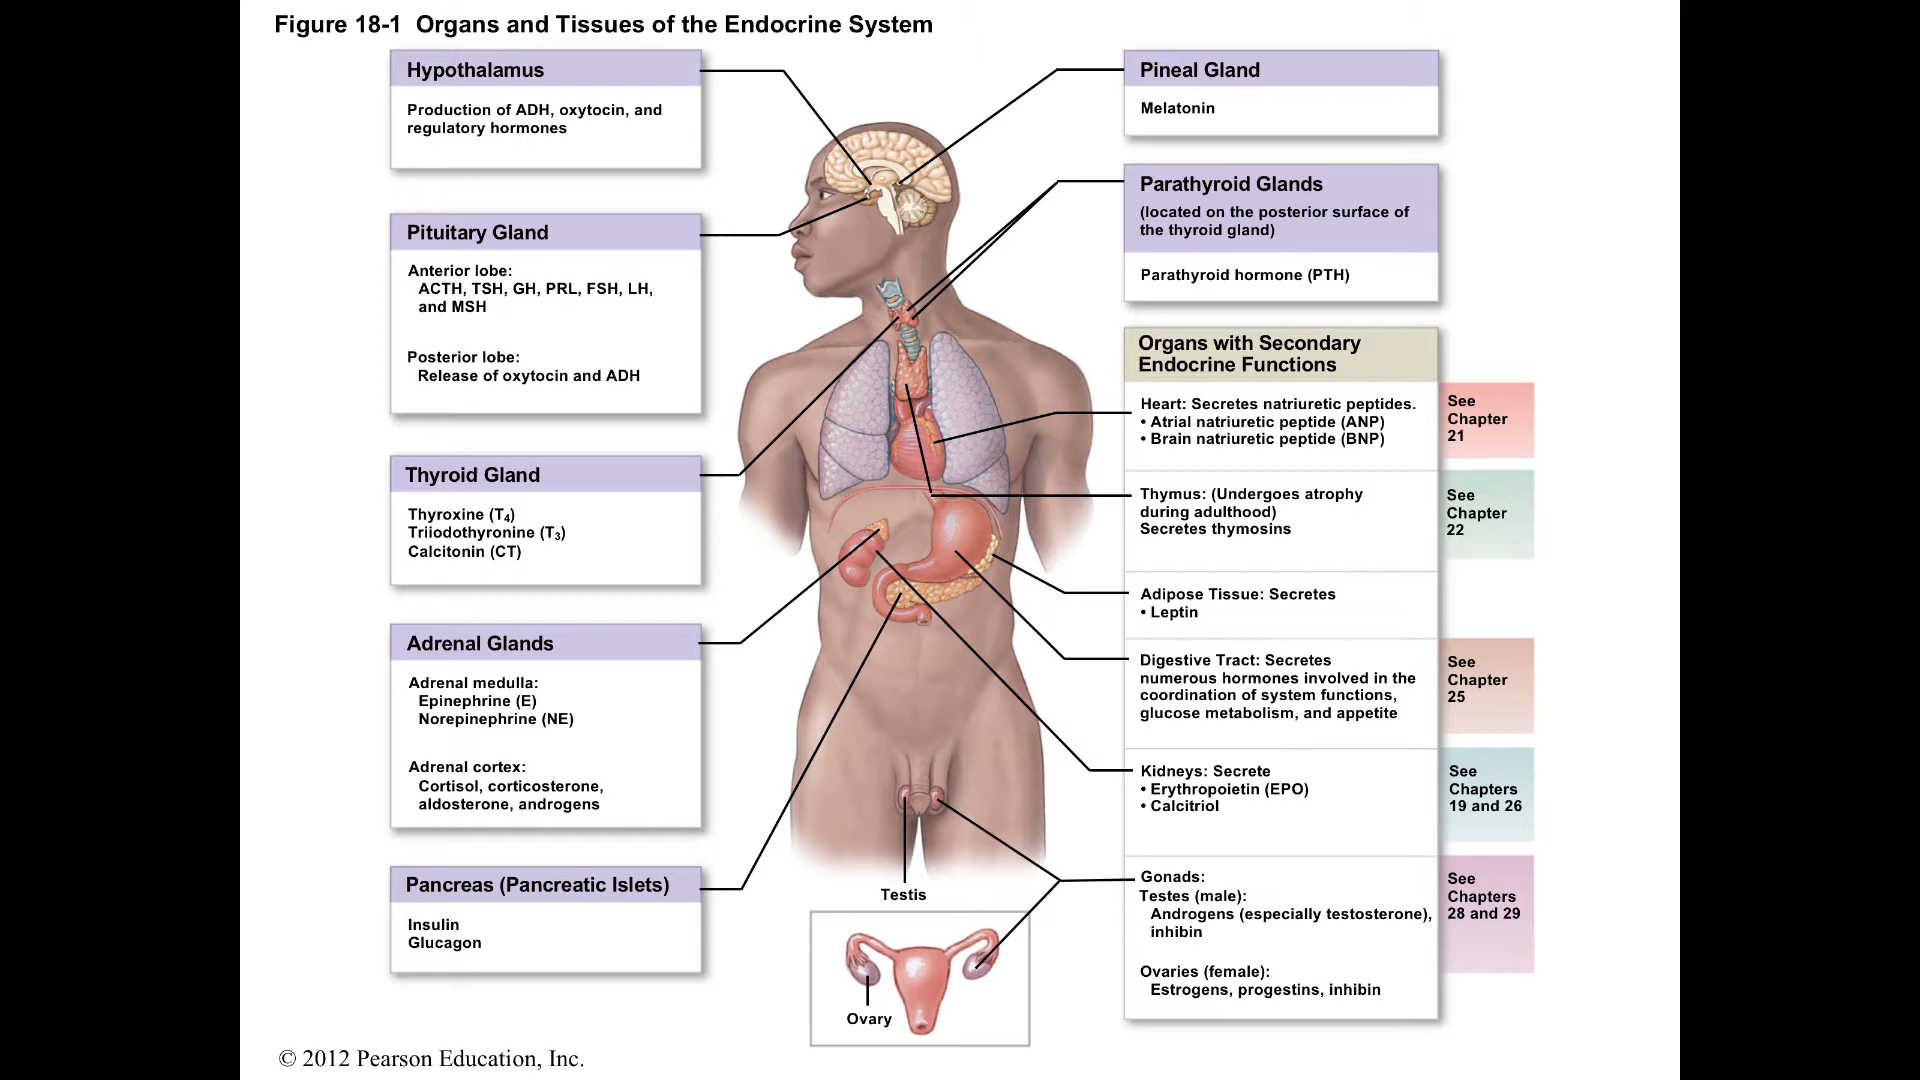 Figure 18-1 Organs and Tissues of the Endocrine System
Hypothalamus
Production of ADH, oxytocin, and
regulatory hormones
Pituitary Gland
Anterior lobe:
ACTH, TSH, GH, PRL, FSH, LH,
and MSH
Posterior lobe:
Release of oxytocin and ADH
Thyroid Gland
Thyroxine (T₄)
Triiodothyronine (T₃)
Calcitonin (CT)
Adrenal Glands
Adrenal medulla:
Epinephrine (E)
Norepinephrine (NE)
Adrenal cortex:
Cortisol, corticosterone,
aldosterone, androgens
Pancreas (Pancreatic Islets)
Insulin
Glucagon
Testis
Ovary
Pineal Gland
Melatonin
Parathyroid Glands
(located on the posterior surface of
the thyroid gland)
Parathyroid hormone (PTH)
Organs with Secondary
Endocrine Functions
Heart: Secretes natriuretic peptides.
• Atrial natriuretic peptide (ANP)
• Brain natriuretic peptide (BNP)
See
Chapter
21
Thymus: (Undergoes atrophy
during adulthood)
Secretes thymosins
See
Chapter
22
Adipose Tissue: Secretes
• Leptin
Digestive Tract: Secretes
numerous hormones involved in the
coordination of system functions,
glucose metabolism, and appetite
See
Chapter
25
Kidneys: Secrete
• Erythropoietin (EPO)
• Calcitriol
See
Chapters
19 and 26
Gonads:
Testes (male):
Androgens (especially testosterone),
inhibin
Ovaries (female):
Estrogens, progestins, inhibin
See
Chapters
28 and 29
© 2012 Pearson Education, Inc.